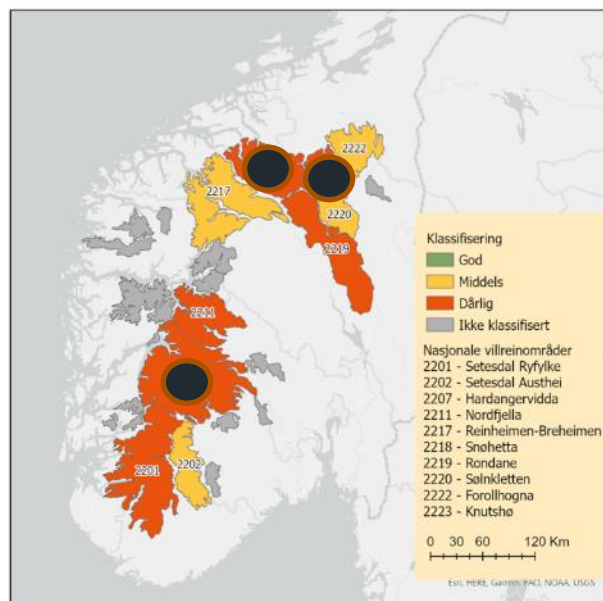 2222
2217
2220
2219
2211
2201
2202
Klassifisering
God
Middels
Dårlig
Ikke klassifisert
Nasjonale villreinområder
2201 - Setesdal Ryfylke
2202 - Setesdal Austhei
2207 - Hardangervidda
2211 - Nordfjella
2217 - Reinheimen-Breheimen
2218 - Snøhetta
2219 - Rondane
2220 - Sølnkletten
2222 - Forollhogna
2223 - Knutshø
0 30 60 120 Km
Esri, HERE, Garmin, FAO, NOAA, USGS